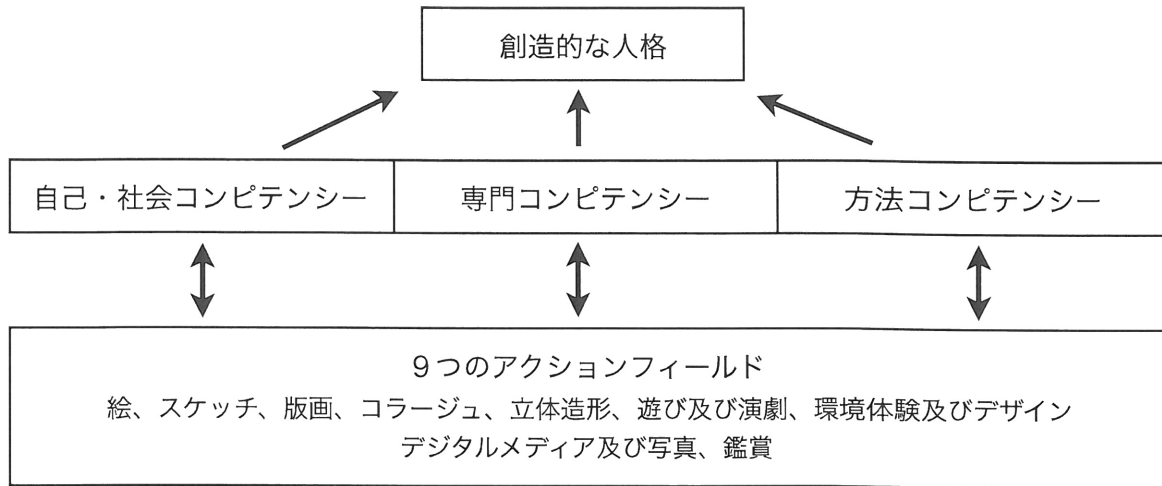 創造的な人格
自己・社会コンピテンシー
専門コンピテンシー
方法コンピテンシー
9つのアクションフィールド
絵、スケッチ、版画、コラージュ、立体造形、遊び及び演劇、環境体験及びデザイン
デジタルメディア及び写真、鑑賞